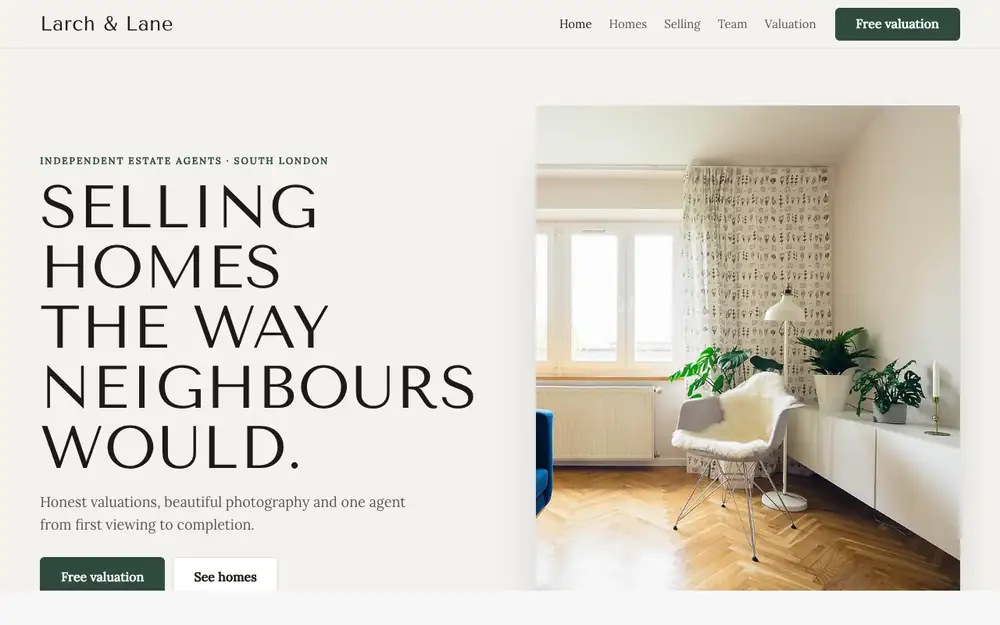 Larch & Lane
Home Homes Selling Team Valuation Free valuation
INDEPENDENT ESTATE AGENTS · SOUTH LONDON
SELLING
HOMES
THE WAY
NEIGHBOURS
WOULD.
Honest valuations, beautiful photography and one agent
from first viewing to completion.
Free valuation See homes